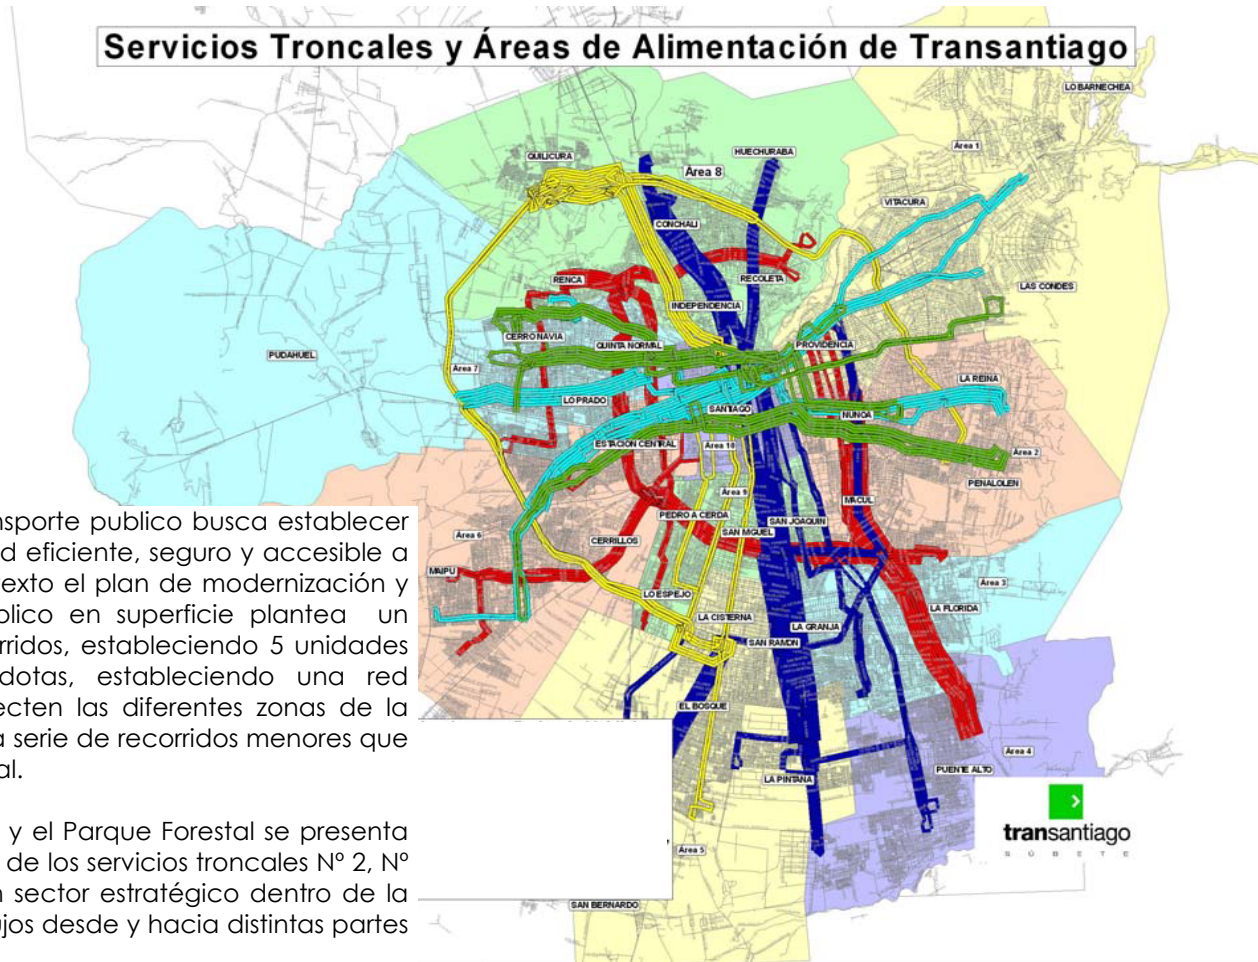 Servicios Troncales y Áreas de Alimentación de Transantiago
LO BARNECHEA
Área 1
QUILICURA
HUECHURABA
Área 8
VITACURA
CONCHALI
RENCA
RECOLETA
LAS CONDES
INDEPENDENCIA
CERRO NAVIA
QUINTA NORMAL
PROVIDENCIA
PUDAHUEL
Área 7
LA REINA
LO PRADO
SANTIAGO
NUNOA
ESTACION CENTRAL
Área 10
Área 2
PENALOLEN
Área 9
MACUL
PEDRO A CERDA
SAN JOAQUIN
nsporte publico busca establecer
d eficiente, seguro y accesible a
exto el plan de modernización y
blico en superficie plantea un
rridos, estableciendo 5 unidades
dotas, estableciendo una red
ecten las diferentes zonas de la
a serie de recorridos menores que
al.
Área 6
SAN MIGUEL
CERRILLOS
MAIPU
Área 3
LO ESPEJO
LA FLORIDA
LA CISTERNA
LA GRANJA
SAN RAMON
EL BOSQUE
Área 4
PUENTE ALTO
LA PINTANA
transantiago
SÚBETE
y el Parque Forestal se presenta
de los servicios troncales Nº 2, Nº
n sector estratégico dentro de la
ujos desde y hacia distintas partes
Área 5
SAN BERNARDO